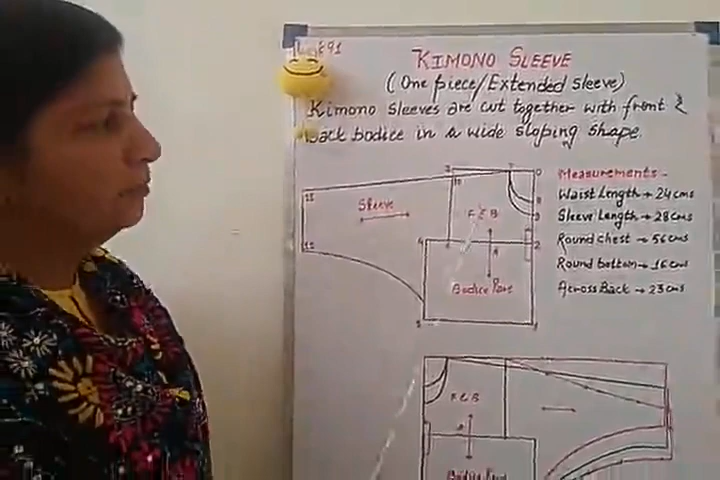 KIMONO SLEEVE
(One piece/Extended Sleeve)
Kimono sleeves are cut together with front &
back bodice in a wide sloping shape.
Measurements -
Waist Length → 24 cms
Sleeve Length → 28 cms
Round chest → 56 cms
Round bottom → 16 cms
Across Back → 23 cms
Sleeve
F & B
Bodice Part
F & B
Bodice Part